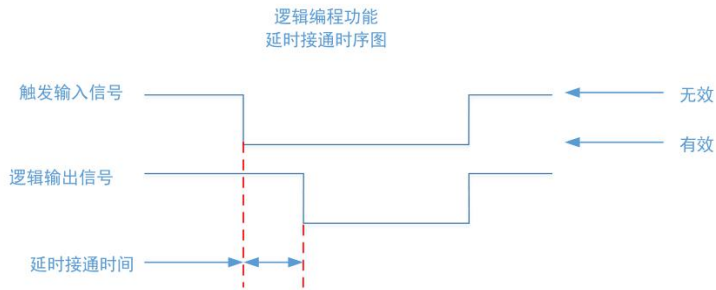 逻辑编程功能
延时接通时序图
触发输入信号
无效
有效
逻辑输出信号
延时接通时间